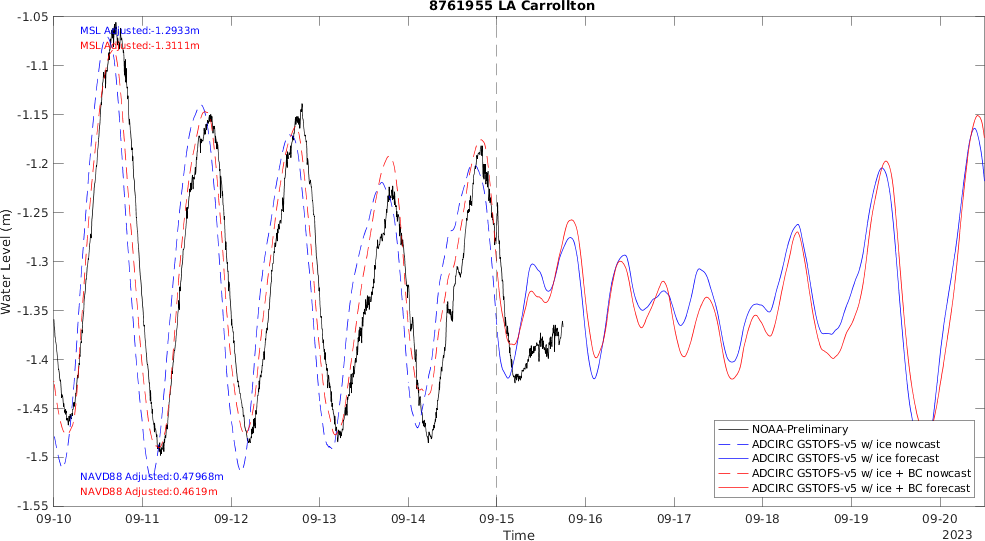 8761955 LA Carrollton
-1.05
-1.1
-1.15
-1.2
-1.25
-1.3
-1.35
-1.4
-1.45
-1.5
-1.55
Water Level (m)
MSL Adjusted:-1.2933m
MSL Adjusted:-1.3111m
NAVD88 Adjusted:0.47968m
NAVD88 Adjusted:0.4619m
NOAA-Preliminary
ADCIRC GSTOFS-v5 w/ ice nowcast
ADCIRC GSTOFS-v5 w/ ice forecast
ADCIRC GSTOFS-v5 w/ ice + BC nowcast
ADCIRC GSTOFS-v5 w/ ice + BC forecast
09-10 09-11 09-12 09-13 09-14 09-15 09-16 09-17 09-18 09-19 09-20
Time
2023